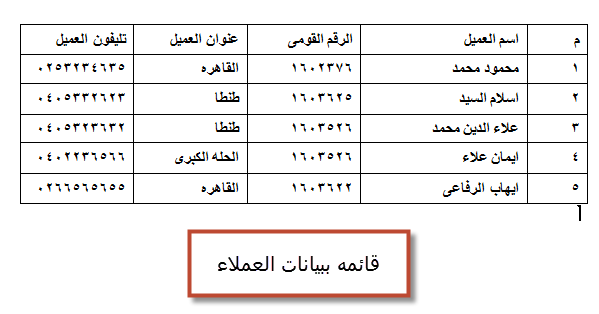 م اسم العميل الرقم القومى عنوان العميل تليفون العميل
١ محمود محمد ١٦٠٢٣٧٦ القاهره ٠٢٥٣٢٣٤٦٣٥
٢ اسلام السيد ١٦٠٣٦٢٥ طنطا ٠٤٠٥٣٣٢٦٢٣
٣ علاء الدين محمد ١٦٠٣٥٢٦ طنطا ٠٤٠٥٣٢٣٦٣٢
٤ ايمان علاء ١٦٠٣٥٢٦ الحله الكبرى ٠٤٠٢٢٣٦٥٦٦
٥ ايهاب الرفاعى ١٦٠٣٦٢٢ القاهره ٠٢٦٦٥٦٥٦٥٥
قائمه ببيانات العملاء